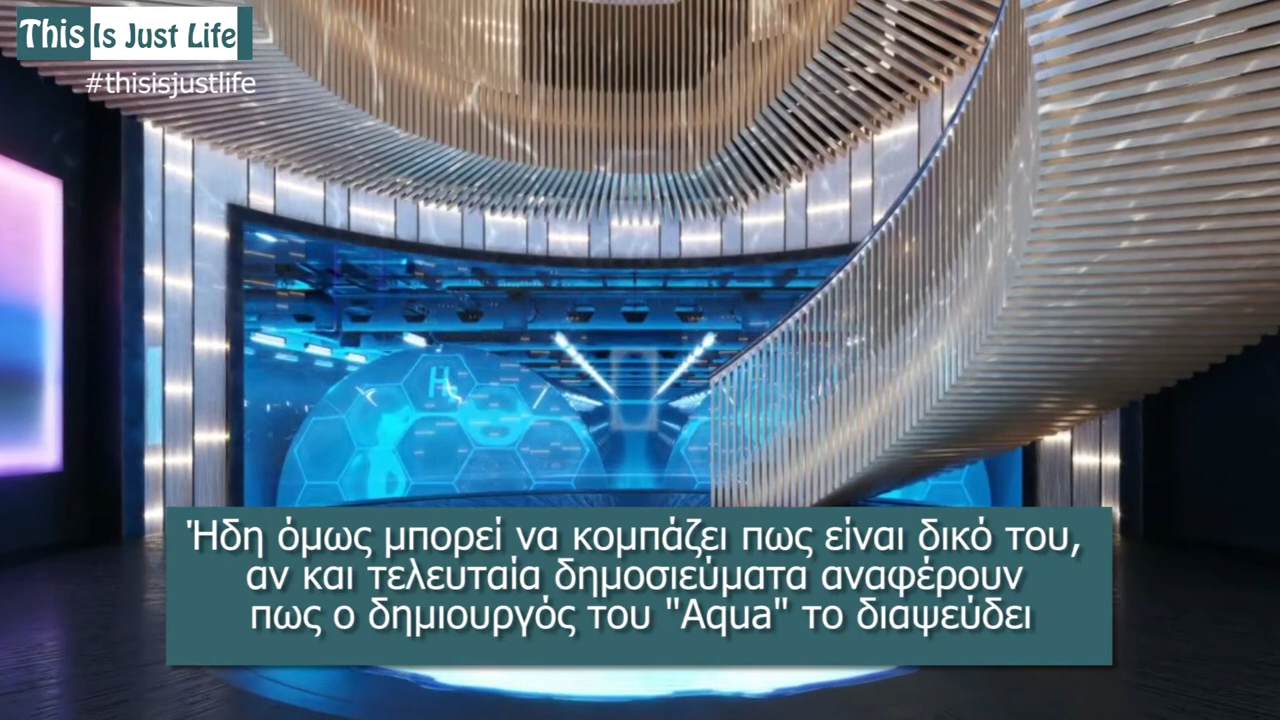 This Is Just Life
#thisisjustlife
H
Ήδη όμως μπορεί να κομπάζει πως είναι δικό του,
αν και τελευταία δημοσιεύματα αναφέρουν
πως ο δημιουργός του "Aqua" το διαψεύδει